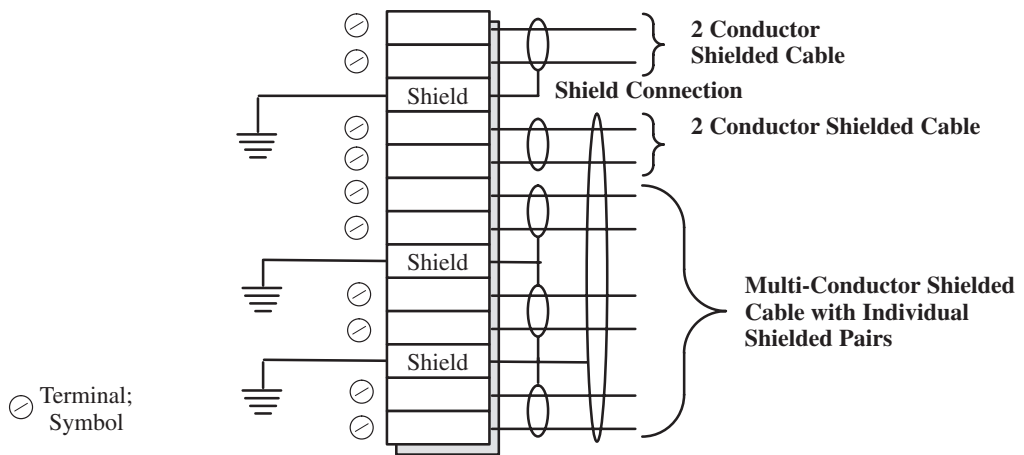 2 Conductor
Shielded Cable
Shield
Shield Connection
2 Conductor Shielded Cable
Shield
Multi-Conductor Shielded
Cable with Individual
Shielded Pairs
Shield
Terminal;
Symbol